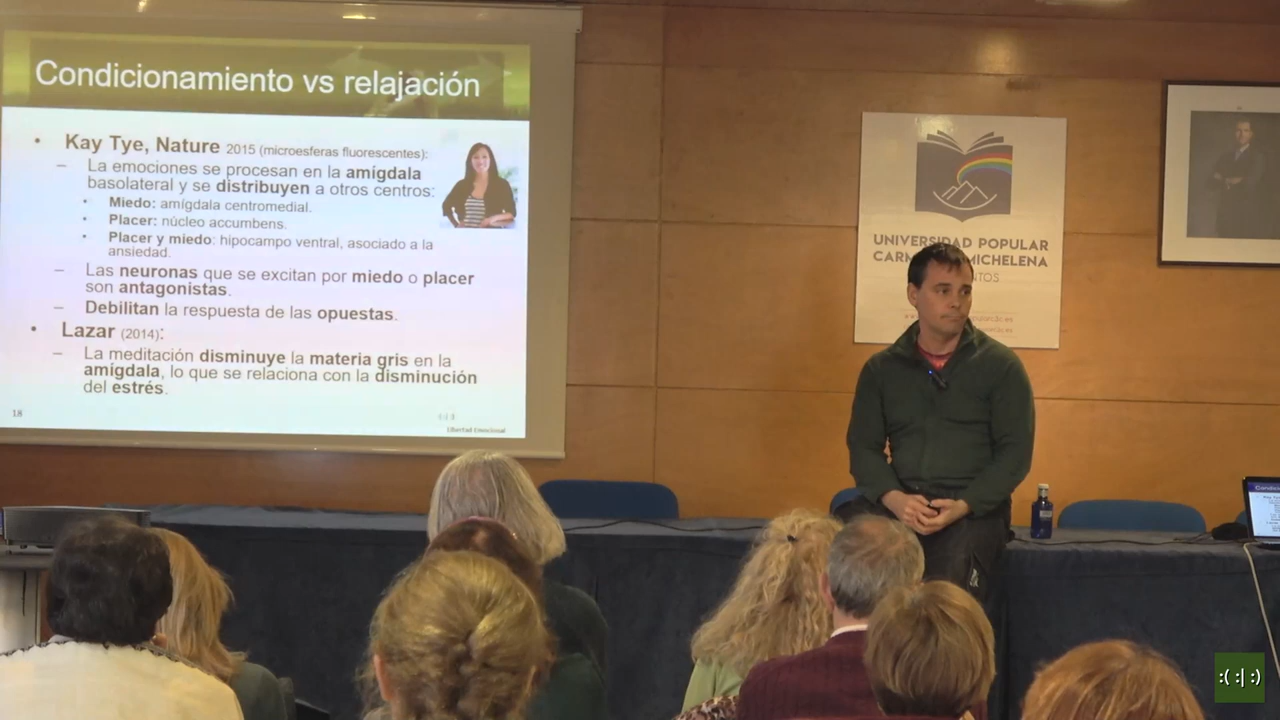 Condicionamiento vs relajación
• Kay Tye, Nature 2015 (microesferas fluorescentes):
– La emociones se procesan en la amígdala
basolateral y se distribuyen a otros centros:
• Miedo: amígdala centromedial.
• Placer: núcleo accumbens.
• Placer y miedo: hipocampo ventral, asociado a la
ansiedad.
– Las neuronas que se excitan por miedo o placer
son antagonistas.
– Debilitan la respuesta de las opuestas.
• Lazar (2014):
– La meditación disminuye la materia gris en la
amígdala, lo que se relaciona con la disminución
del estrés.
18
Libertad Emocional
UNIVERSIDAD POPULAR
MICHELENA
:( :| :)